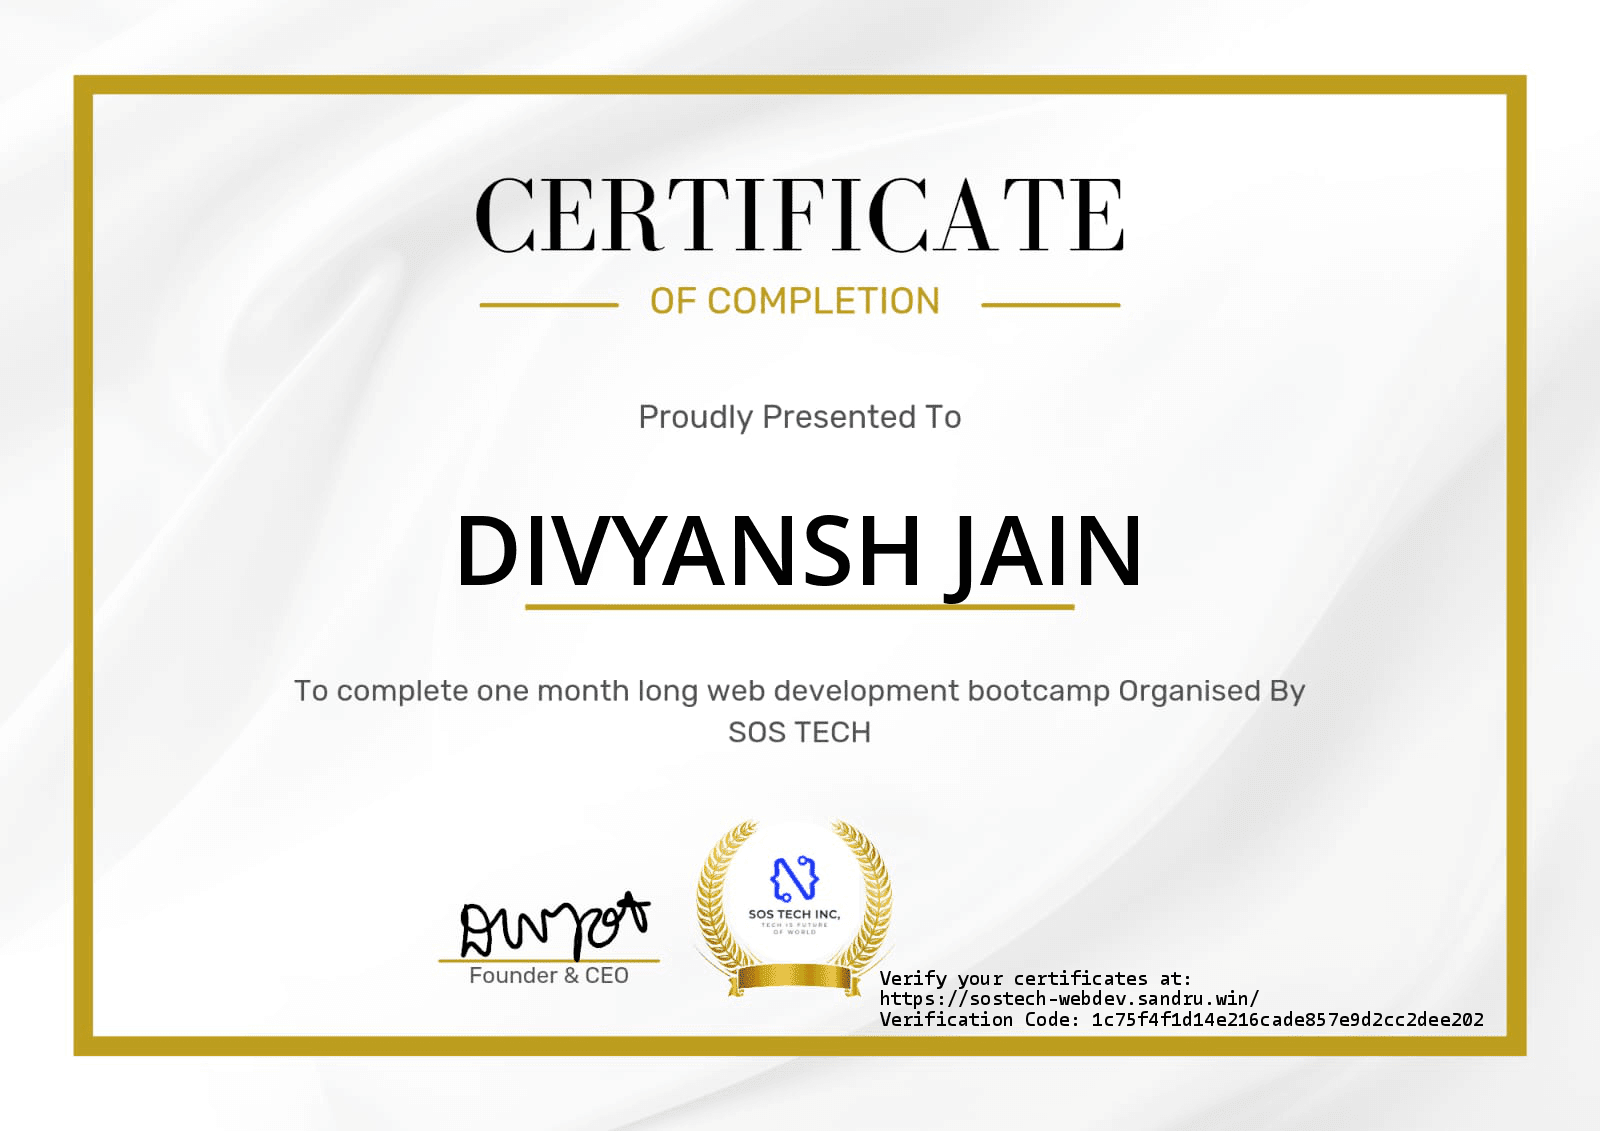 CERTIFICATE
OF COMPLETION
Proudly Presented To
DIVYANSH JAIN
To complete one month long web development bootcamp Organised By
SOS TECH
Founder & CEO
SOS TECH INC,
TECH IS FUTURE
OF WORLD
Verify your certificates at:
https://sostech-webdev.sandru.win/
Verification Code: 1c75f4f1d14e216cade857e9d2cc2dee202